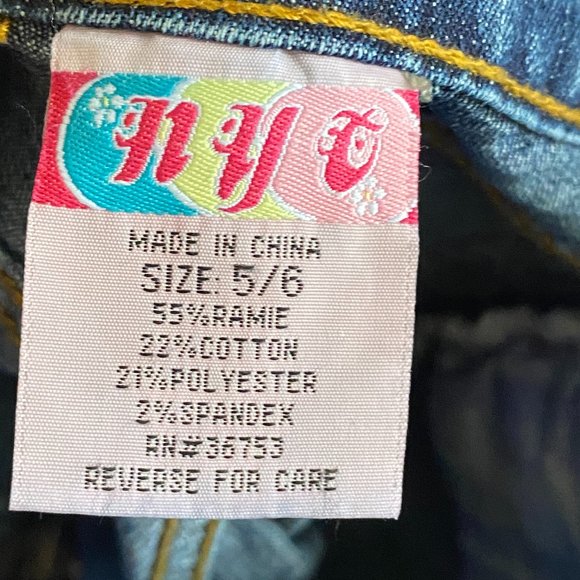 NYC
MADE IN CHINA
SIZE: 5/6
55%RAMIE
22%COTTON
21%POLYESTER
2%SPANDEX
RN#36753
REVERSE FOR CARE